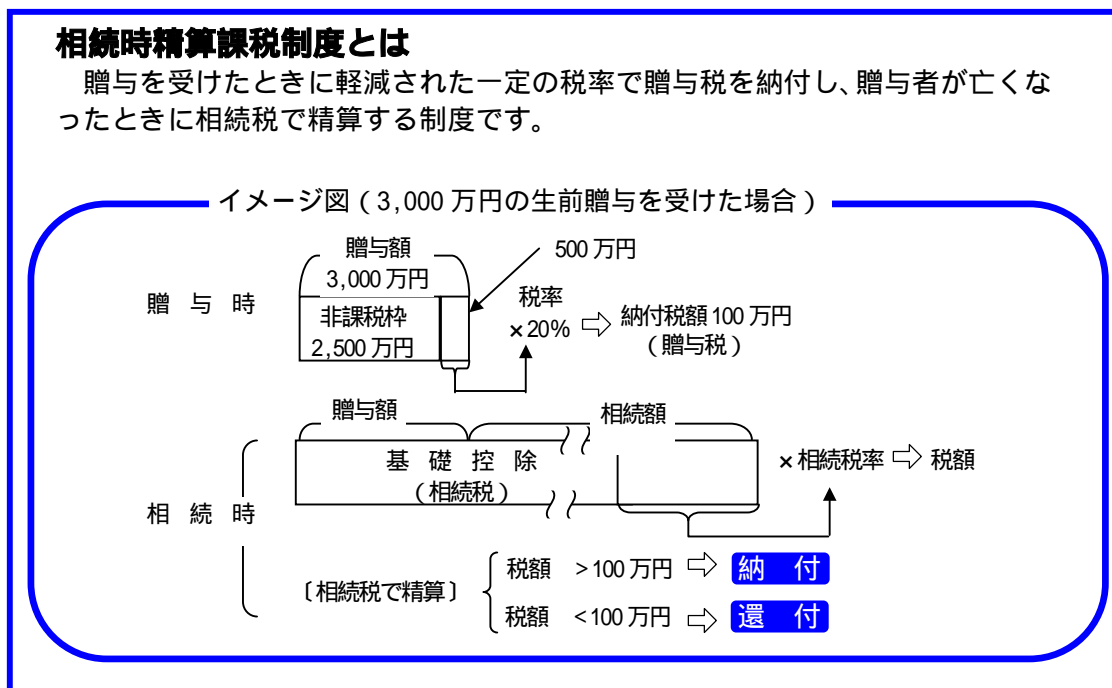 相続時精算課税制度とは
贈与を受けたときに軽減された一定の税率で贈与税を納付し、贈与者が亡くな
ったときに相続税で精算する制度です。
イメージ図（3,000万円の生前贈与を受けた場合）
贈与額
3,000万円
500万円
贈 与 時
非課税枠
2,500万円
税率
×20%
納付税額100万円
（贈与税）
贈与額
相続額
基 礎 控 除
（相続税）
×相続税率 ⇨ 税額
相 続 時
〔相続税で精算〕
税額 >100万円 ⇨ 納 付
税額 <100万円 ⇨ 還 付